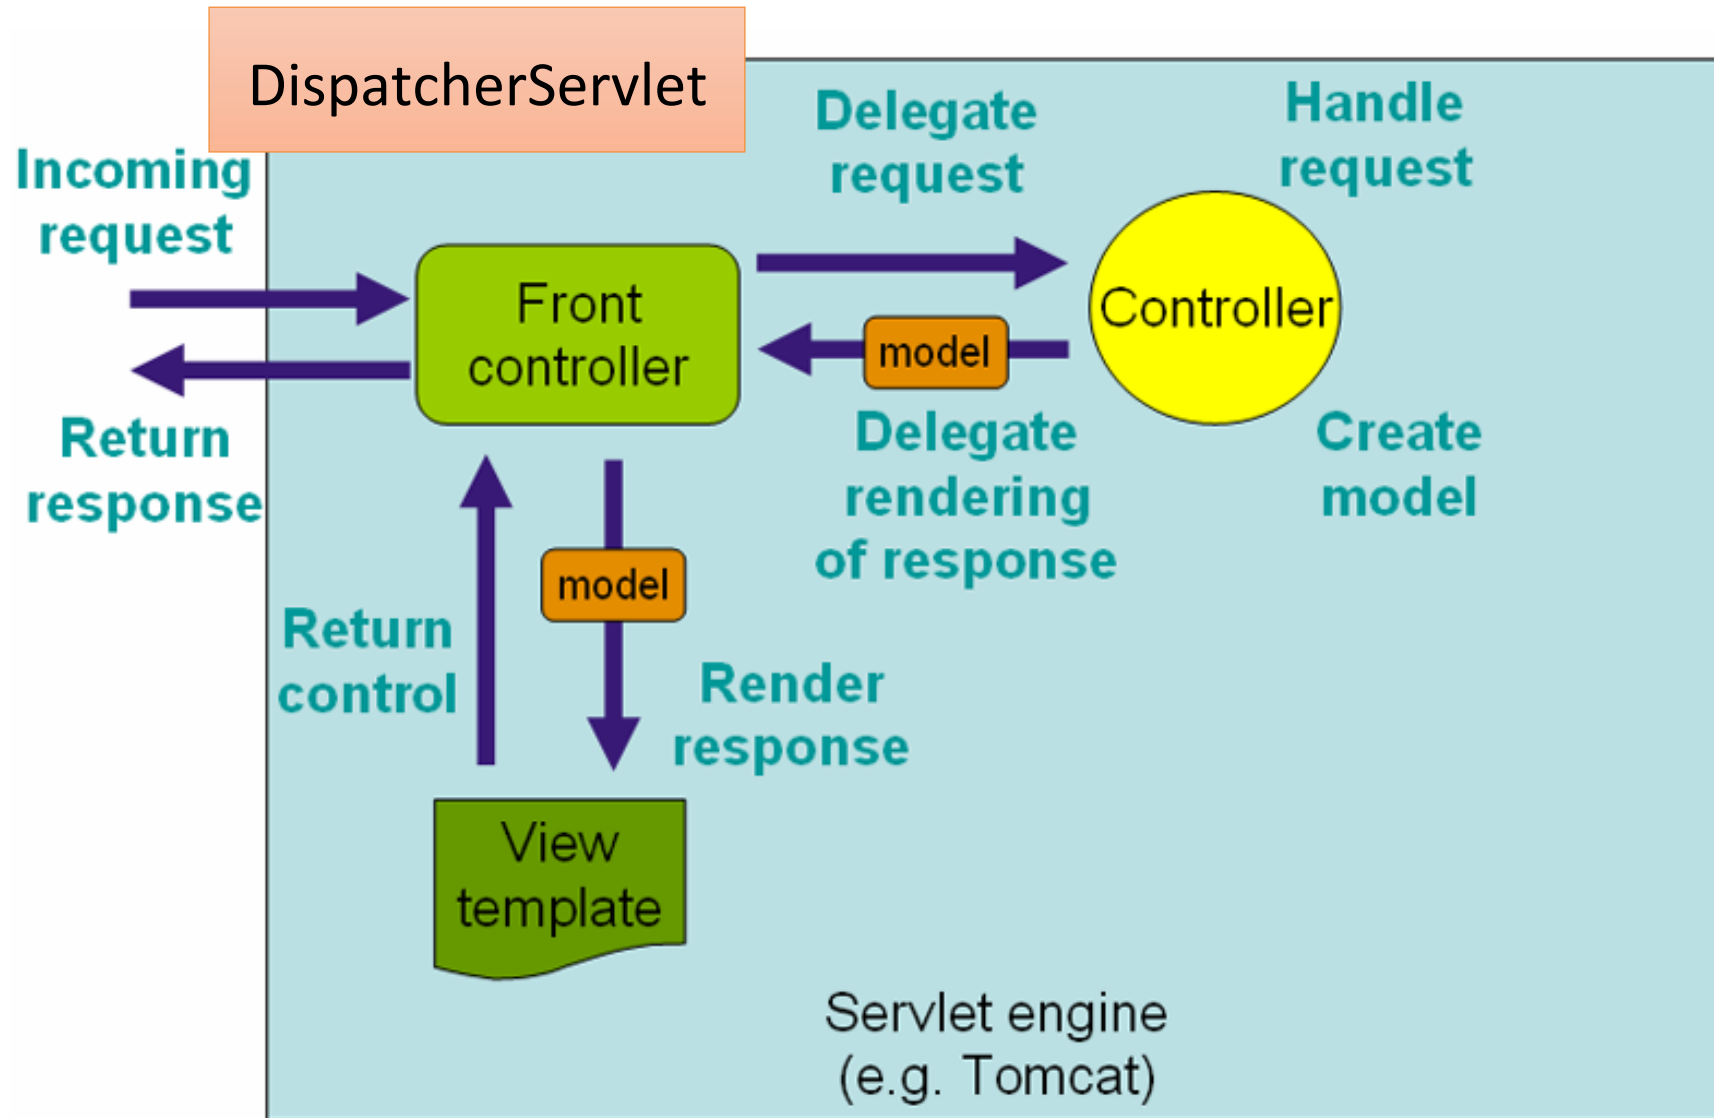 DispatcherServlet
Incoming
request
Delegate
request
Handle
request
Front
controller
Controller
model
Return
response
Delegate
rendering
of response
Create
model
model
Return
control
Render
response
View
template
Servlet engine
(e.g. Tomcat)